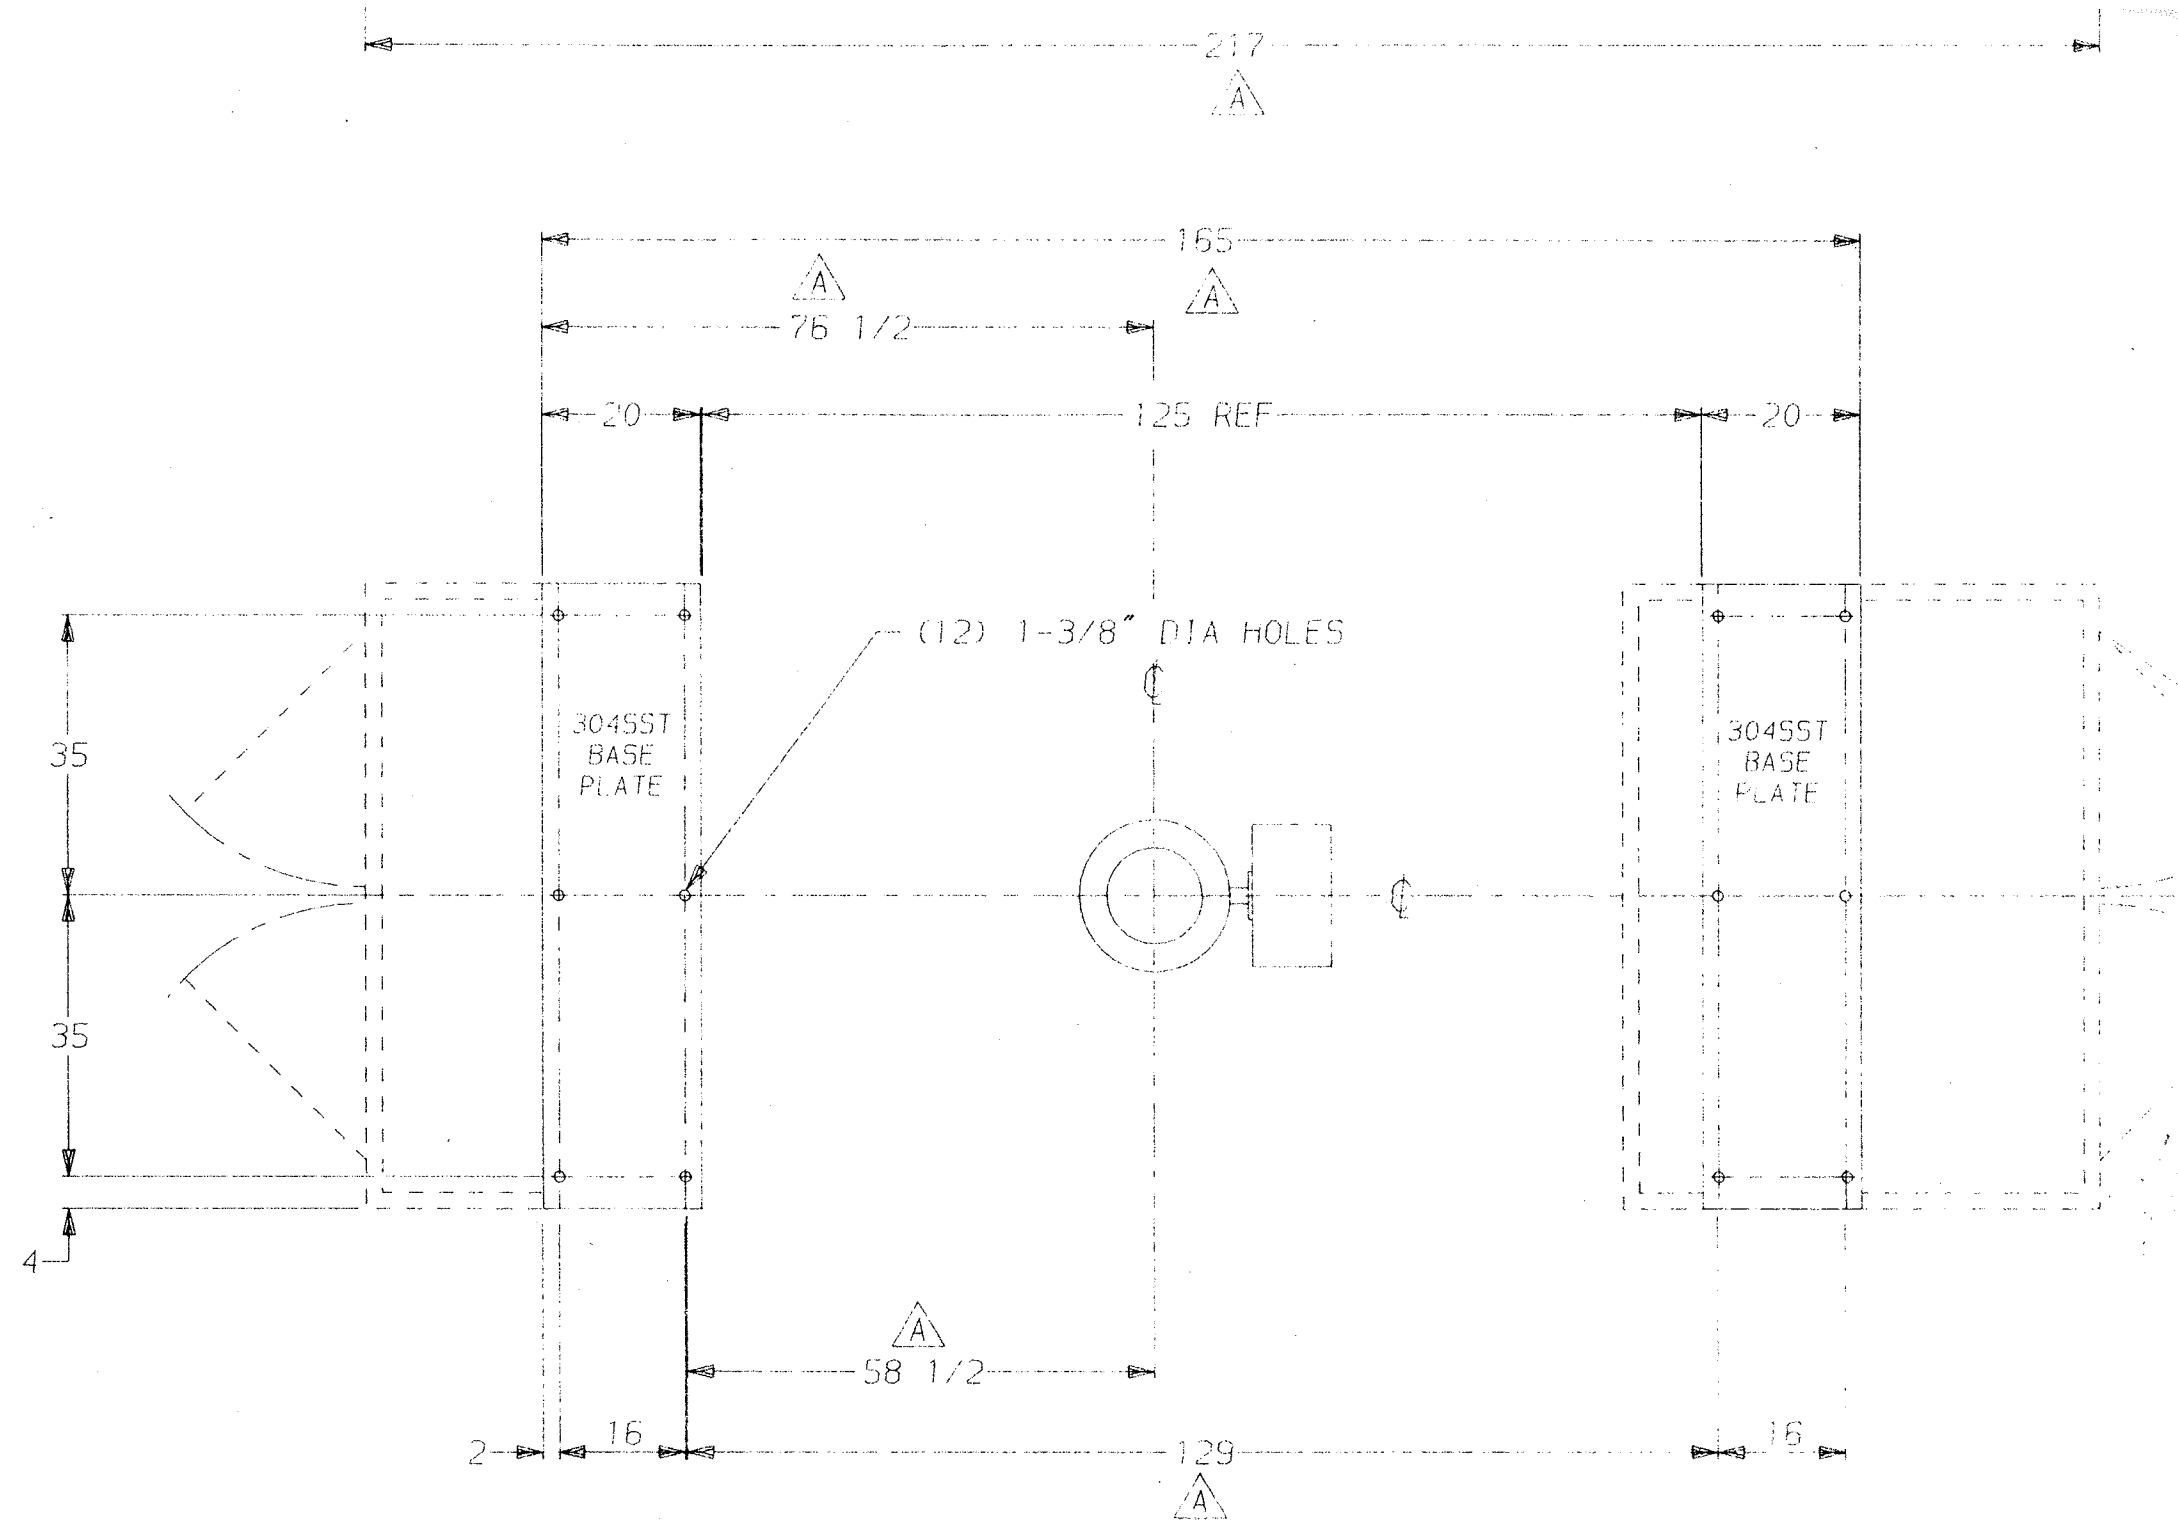 217
A
165
A
A
76 1/2
20
125 REF
20
(12) 1-3/8" DIA HOLES
℄
304SST
BASE
PLATE
304SST
BASE
PLATE
35
℄
35
4
A
58 1/2
2
16
129
16
A